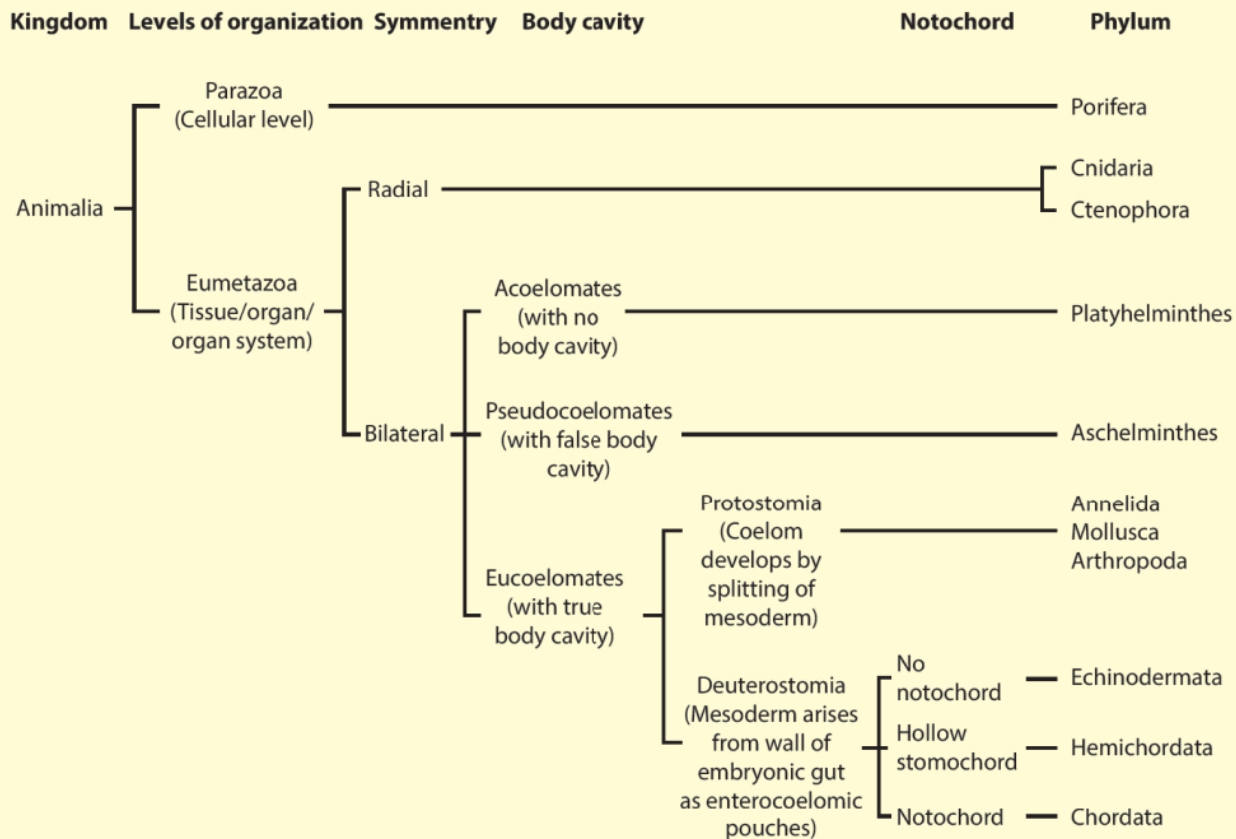 Kingdom Levels of organization Symmentry Body cavity Notochord Phylum
Parazoa
(Cellular level)
Porifera
Cnidaria
Radial
Animalia
Ctenophora
Eumetazoa
(Tissue/organ/
organ system)
Acoelomates
(with no
body cavity)
Platyhelminthes
Bilateral
Pseudocoelomates
(with false body
cavity)
Aschelminthes
Protostomia
(Coelom
develops by
splitting of
mesoderm)
Annelida
Mollusca
Arthropoda
Eucoelomates
(with true
body cavity)
Deuterostomia
(Mesoderm arises
from wall of
embryonic gut
as enterocoelomic
pouches)
No
notochord
Echinodermata
Hollow
stomochord
Hemichordata
Notochord
Chordata